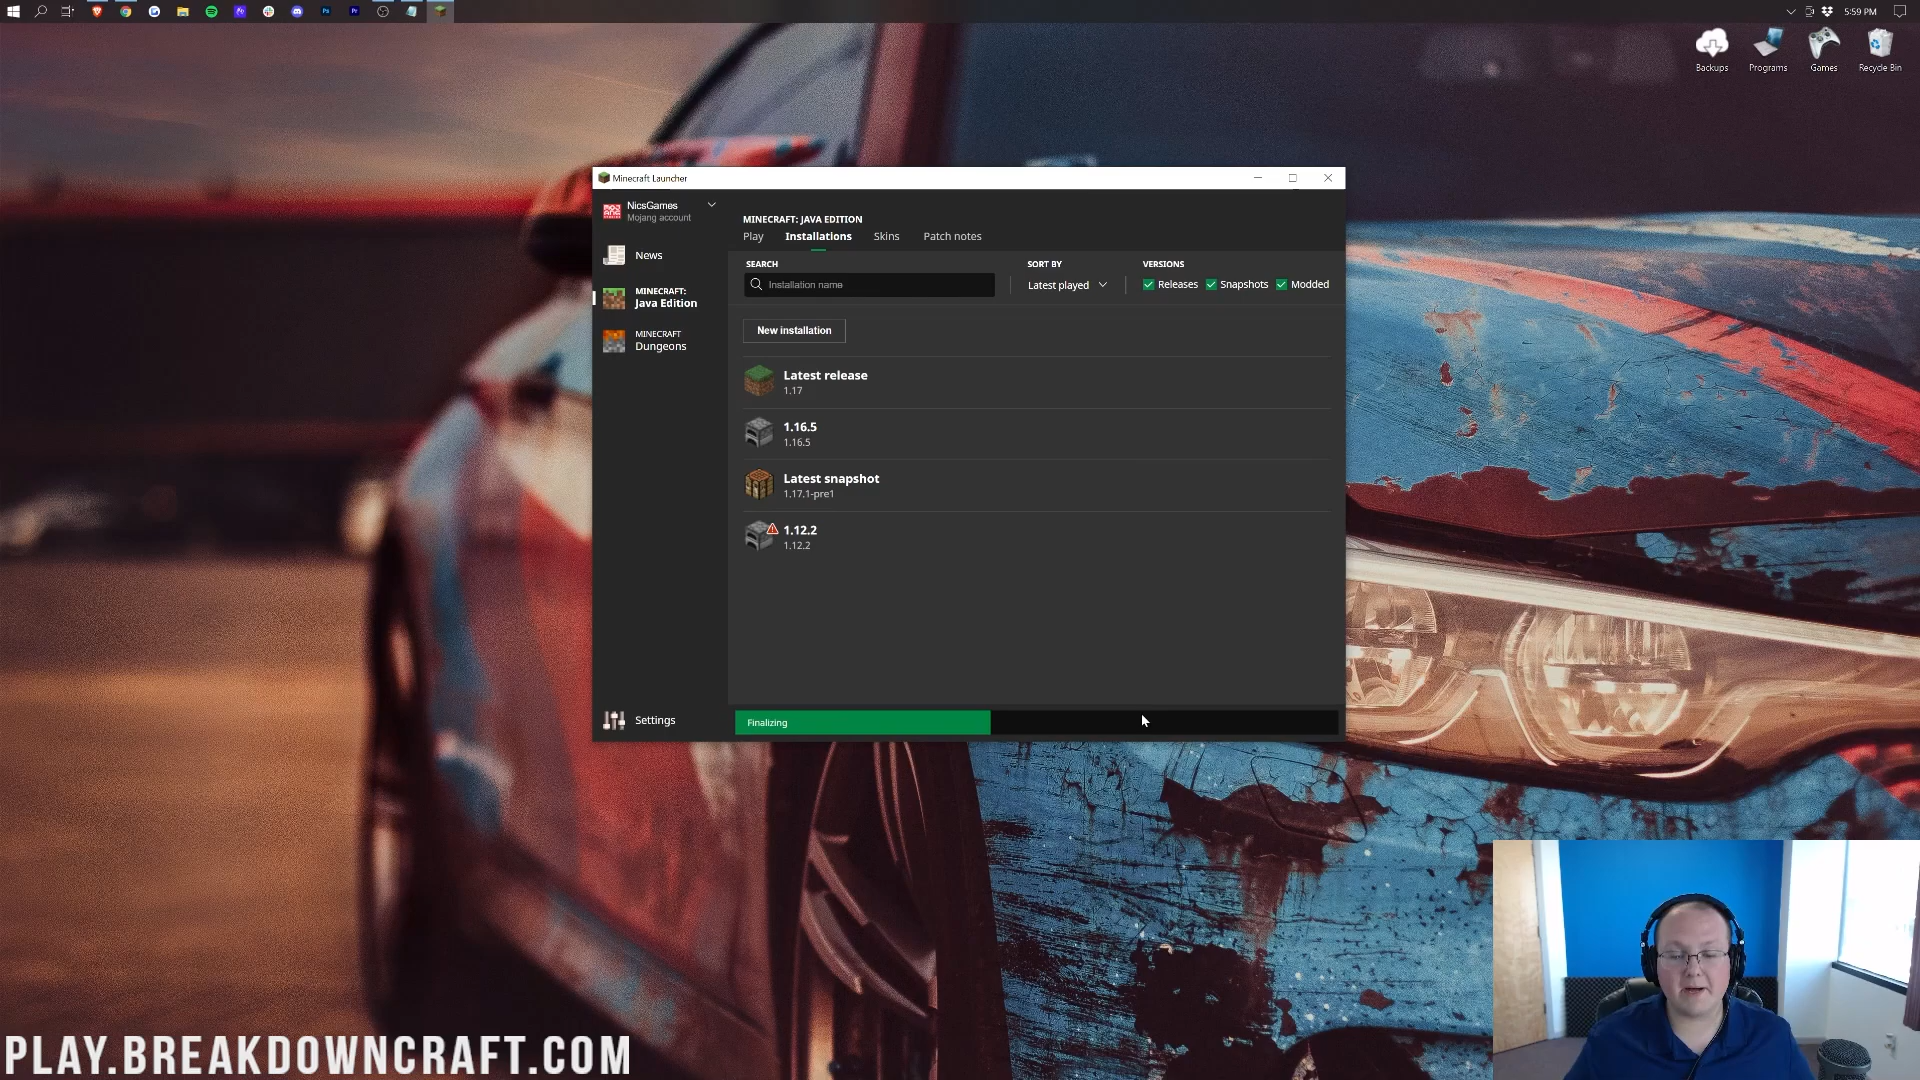 5:59 PM
Backups
Programs
Games
Recycle Bin
Minecraft Launcher
NicsGames
Mojang account
News
MINECRAFT:
Java Edition
MINECRAFT
Dungeons
Settings
MINECRAFT: JAVA EDITION
Play
Installations
Skins
Patch notes
SEARCH
Installation name
SORT BY
Latest played
VERSIONS
Releases
Snapshots
Modded
New installation
Latest release
1.17
1.16.5
1.16.5
Latest snapshot
1.17.1-pre1
1.12.2
1.12.2
Finalizing
PLAY.BREAKDOWNCRAFT.COM